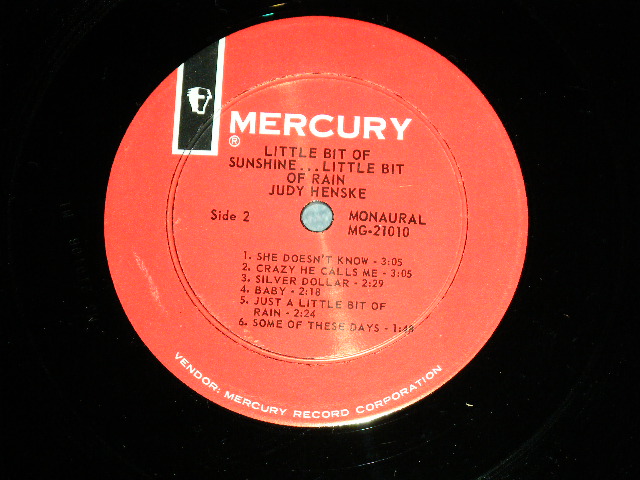 MERCURY
®
LITTLE BIT OF
SUNSHINE...LITTLE BIT
OF RAIN
JUDY HENSKE
Side 2
MONAURAL
MG-21010
1. SHE DOESN'T KNOW - 3:05
2. CRAZY HE CALLS ME - 3:05
3. SILVER DOLLAR - 2:29
4. BABY - 2:18
5. JUST A LITTLE BIT OF
RAIN - 2:24
6. SOME OF THESE DAYS - 1:48
VENDOR: MERCURY RECORD CORPORATION